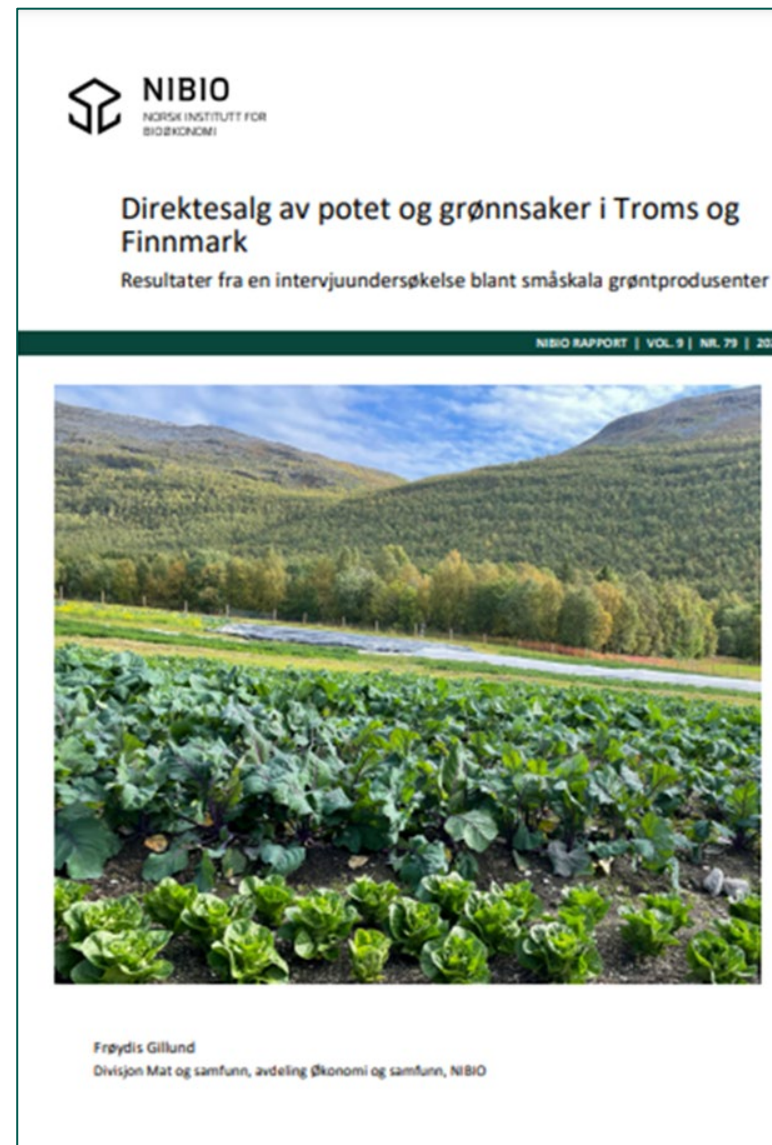 NIBIO
NORSK INSTITUTT FOR
BIOØKONOMI
Direktesalg av potet og grønnsaker i Troms og
Finnmark
Resultater fra en intervjuundersøkelse blant småskala grøntprodusenter
NIBIO RAPPORT | VOL. 9 | NR. 79 |
Frøydis Gillund
Divisjon Mat og samfunn, avdeling Økonomi og samfunn, NIBIO